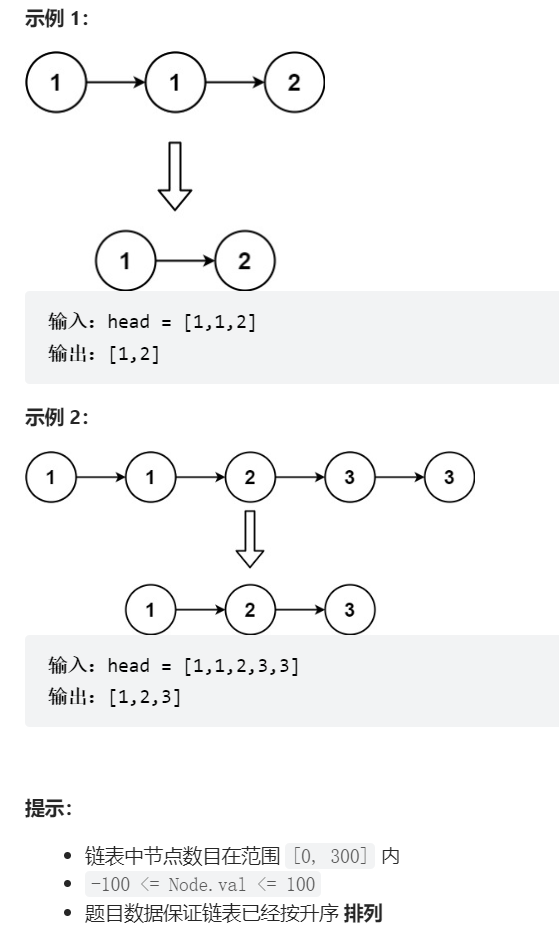 示例 1：
1 1 2
1 2
输入：head = [1,1,2]
输出：[1,2]
示例 2：
1 1 2 3 3
1 2 3
输入：head = [1,1,2,3,3]
输出：[1,2,3]
提示：
链表中节点数目在范围 [0, 300] 内
-100 <= Node.val <= 100
题目数据保证链表已经按升序 排列